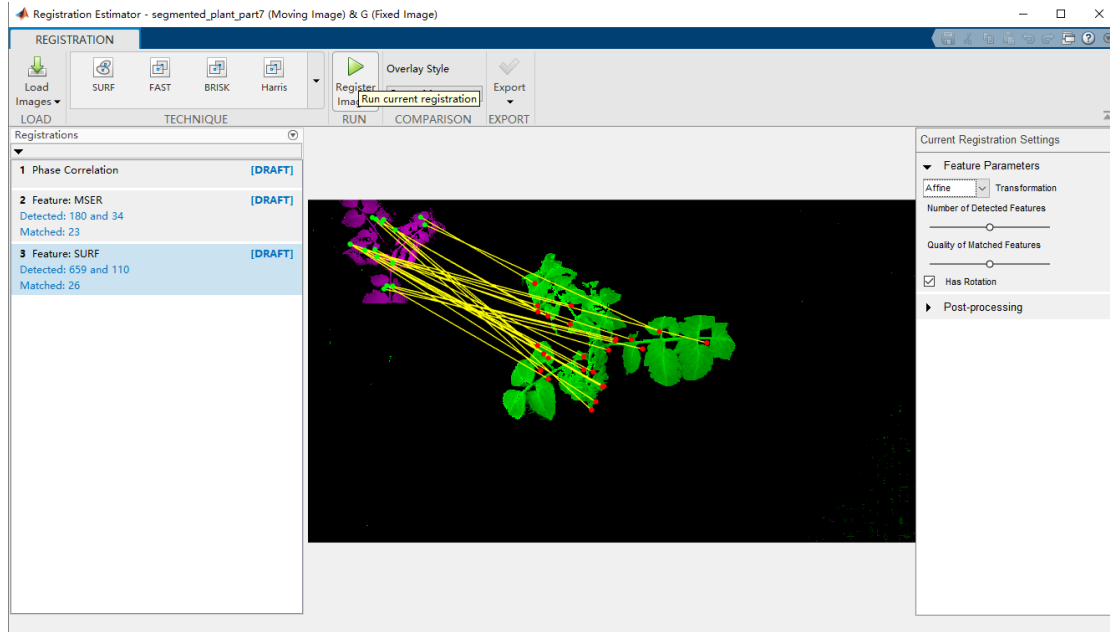 Registration Estimator - segmented_plant_part7 (Moving Image) & G (Fixed Image)
REGISTRATION
Load Images
SURF
FAST
BRISK
Harris
Register
Overlay Style
Export
Run current registration
LOAD
TECHNIQUE
RUN
COMPARISON
EXPORT
Registrations
Current Registration Settings
1 Phase Correlation [DRAFT]
Feature Parameters
Affine Transformation
2 Feature: MSER [DRAFT]
Number of Detected Features
Detected: 180 and 34
Matched: 23
Quality of Matched Features
3 Feature: SURF [DRAFT]
Detected: 659 and 110
Has Rotation
Matched: 26
Post-processing